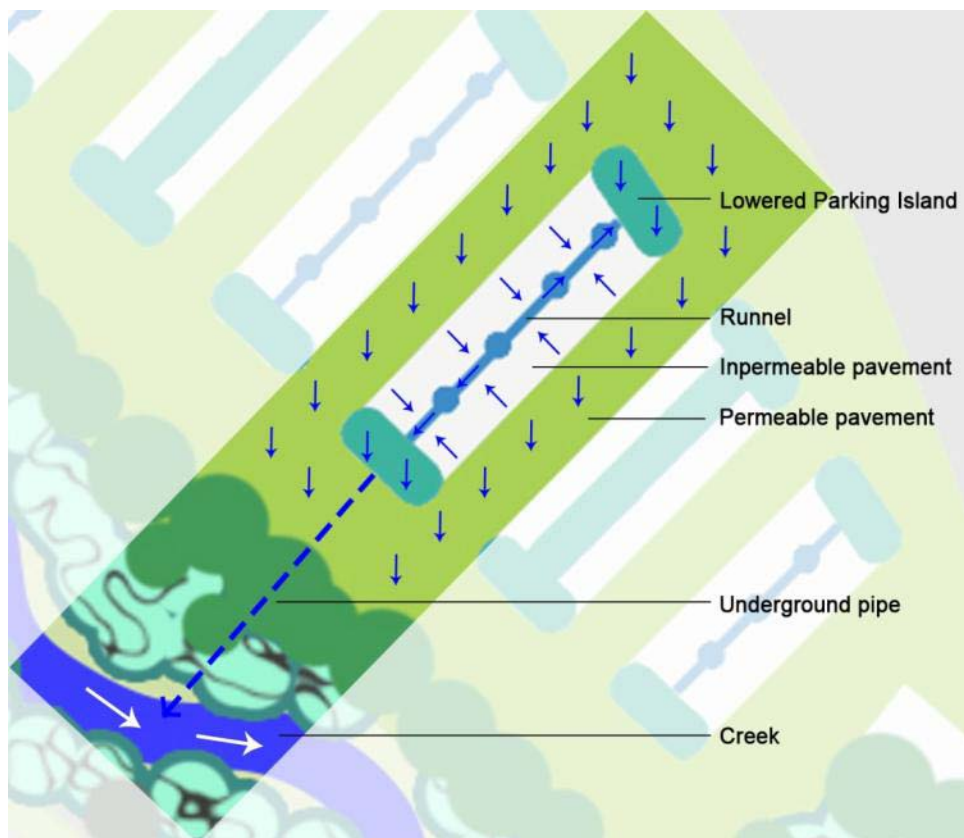 Lowered Parking Island
Runnel
Inpermeable pavement
Permeable pavement
Underground pipe
Creek